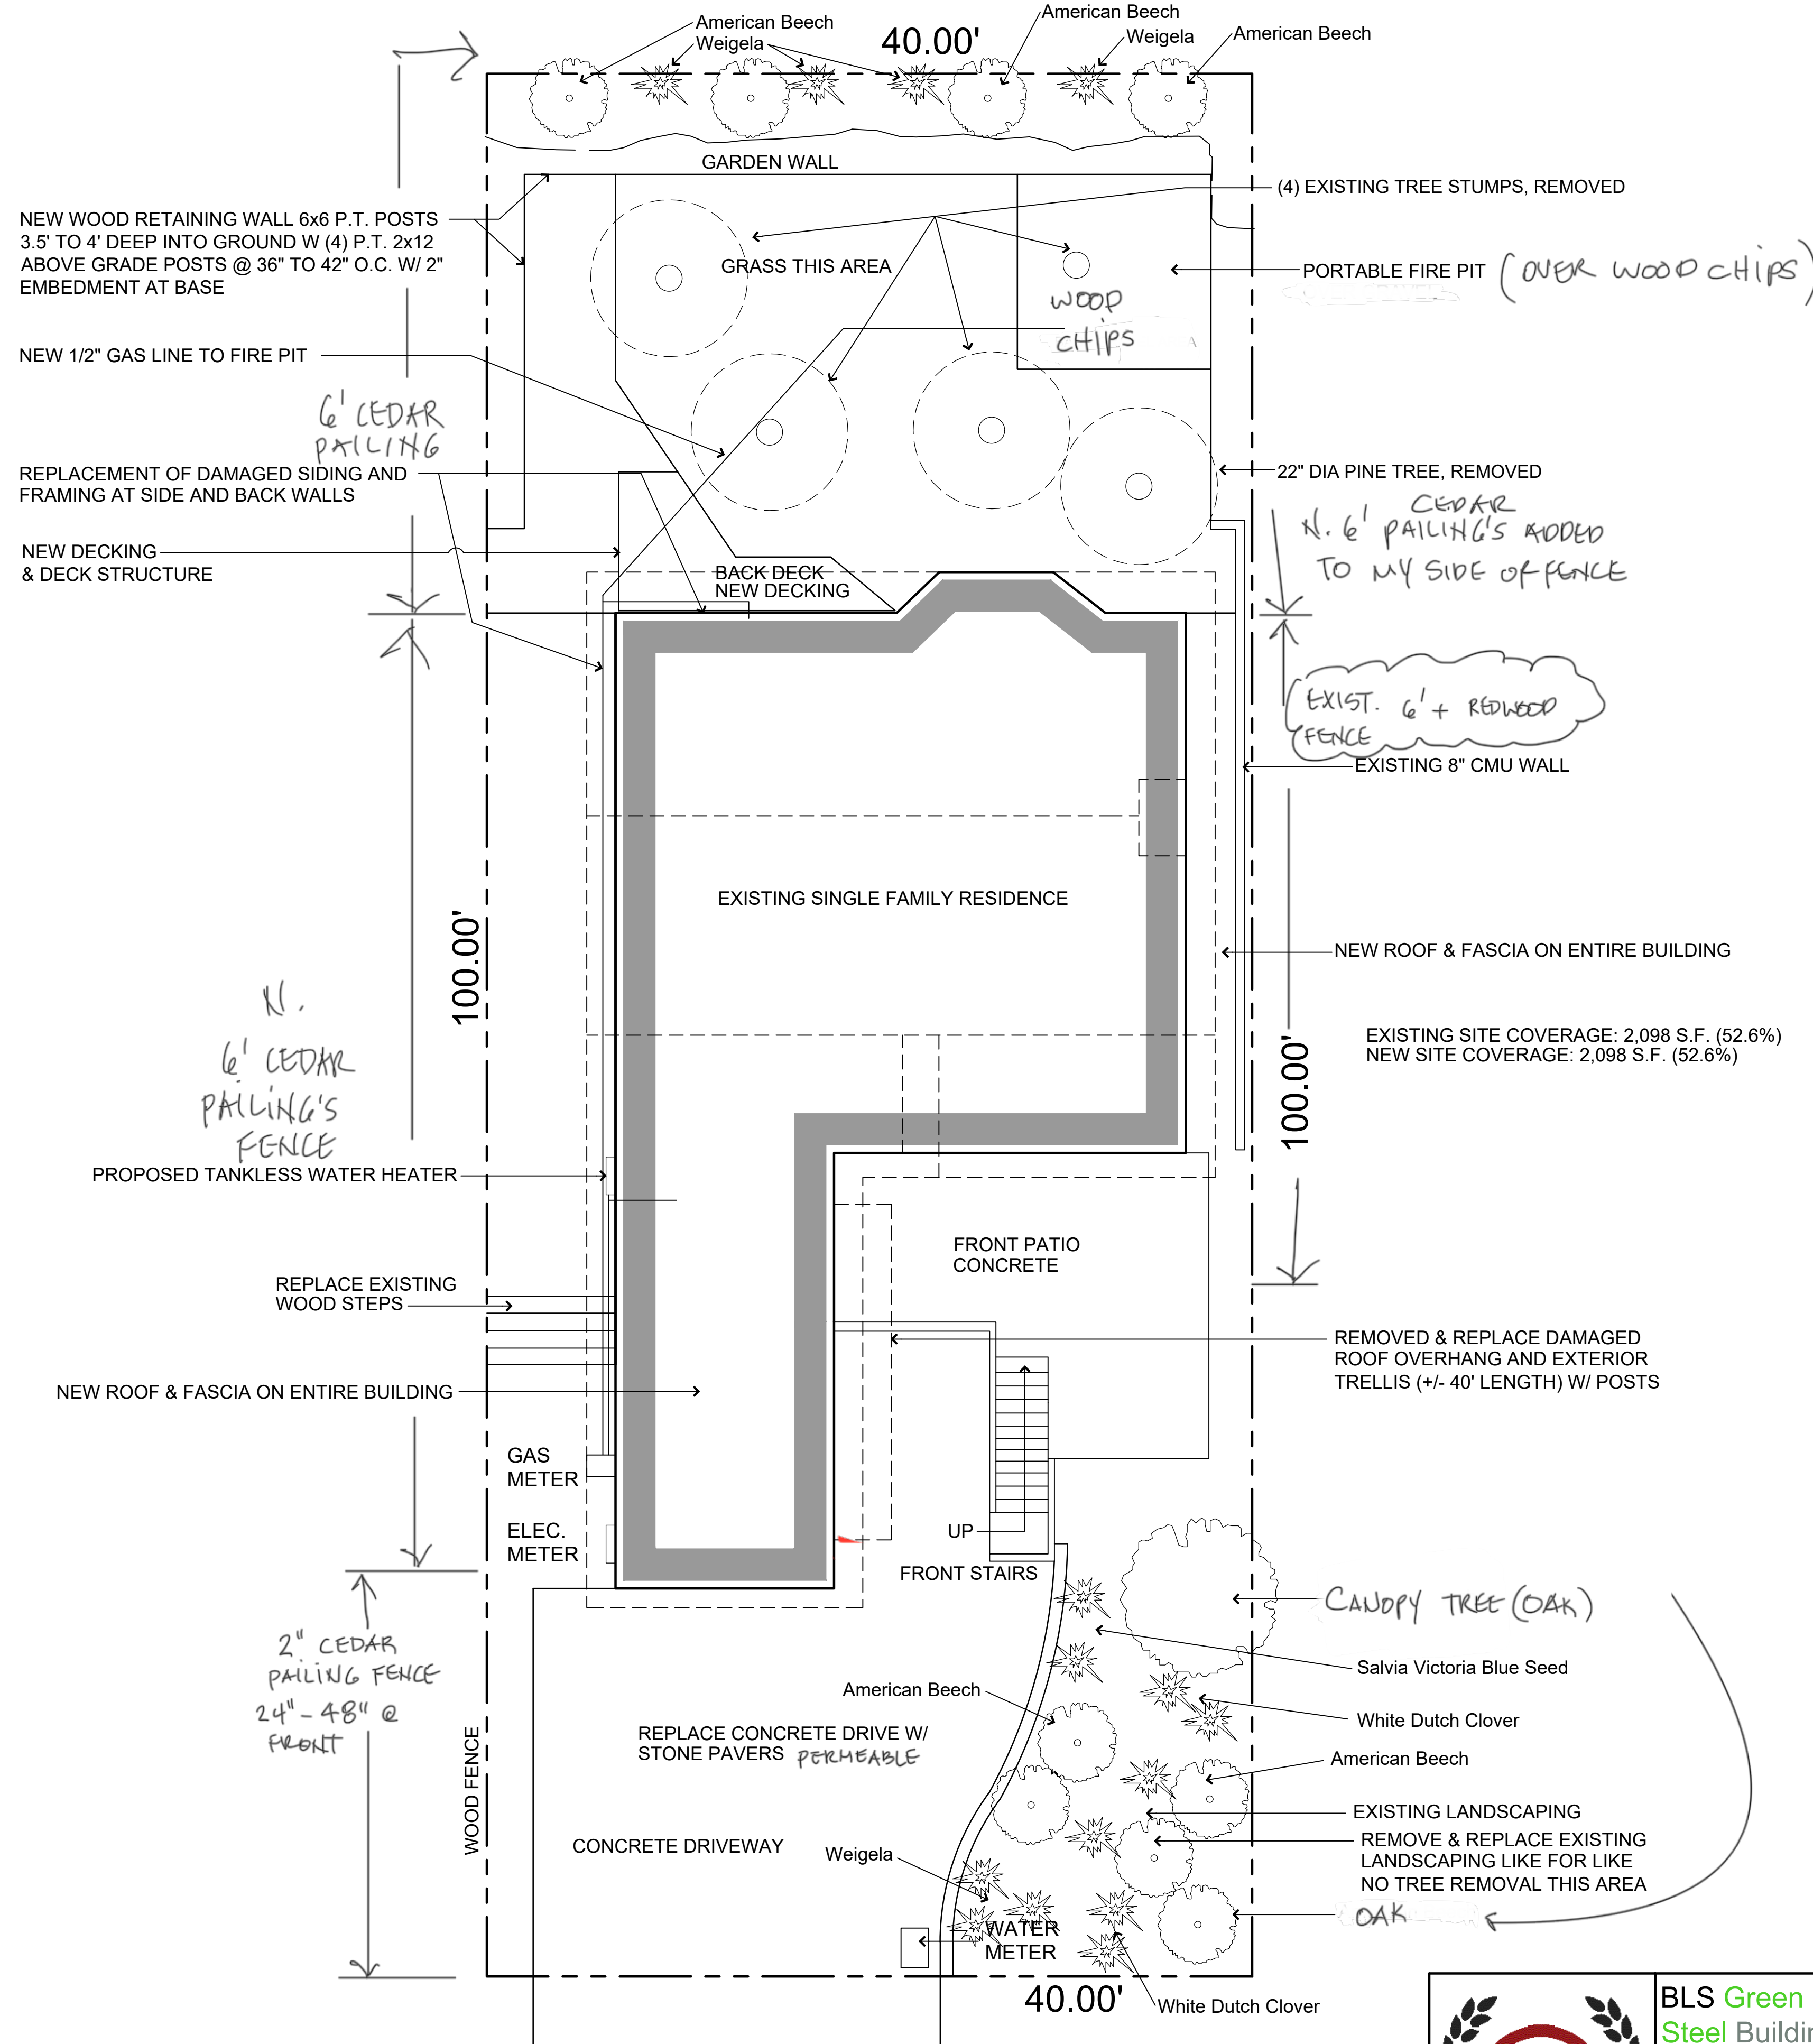 American Beech
Weigela
40.00'
American Beech
Weigela
American Beech
GARDEN WALL
(4) EXISTING TREE STUMPS, REMOVED
NEW WOOD RETAINING WALL 6x6 P.T. POSTS
3.5' TO 4' DEEP INTO GROUND W (4) P.T. 2x12
ABOVE GRADE POSTS @ 36" TO 42" O.C. W/ 2"
EMBEDMENT AT BASE
GRASS THIS AREA
PORTABLE FIRE PIT (OVER WOOD CHIPS)
WOOD
CHIPS
NEW 1/2" GAS LINE TO FIRE PIT
6' CEDAR
PAILING
REPLACEMENT OF DAMAGED SIDING AND
FRAMING AT SIDE AND BACK WALLS
22" DIA PINE TREE, REMOVED
CEDAR
N. 6' PAILING'S ADDED
TO MY SIDE OF FENCE
NEW DECKING
& DECK STRUCTURE
BACK DECK
NEW DECKING
EXIST. 6'+ REDWOOD
FENCE
EXISTING 8" CMU WALL
EXISTING SINGLE FAMILY RESIDENCE
100.00'
NEW ROOF & FASCIA ON ENTIRE BUILDING
N.
6' CEDAR
PAILING'S
FENCE
EXISTING SITE COVERAGE: 2,098 S.F. (52.6%)
NEW SITE COVERAGE: 2,098 S.F. (52.6%)
100.00'
PROPOSED TANKLESS WATER HEATER
FRONT PATIO
CONCRETE
REPLACE EXISTING
WOOD STEPS
REMOVED & REPLACE DAMAGED
ROOF OVERHANG AND EXTERIOR
TRELLIS (+/- 40' LENGTH) W/ POSTS
NEW ROOF & FASCIA ON ENTIRE BUILDING
GAS
METER
ELEC.
METER
UP
FRONT STAIRS
CANOPY TREE (OAK)
2" CEDAR
PAILING FENCE
24"-48" @
FRONT
Salvia Victoria Blue Seed
American Beech
White Dutch Clover
REPLACE CONCRETE DRIVE W/
STONE PAVERS PERMEABLE
American Beech
WOOD FENCE
EXISTING LANDSCAPING
CONCRETE DRIVEWAY
Weigela
REMOVE & REPLACE EXISTING
LANDSCAPING LIKE FOR LIKE
NO TREE REMOVAL THIS AREA
OAK
WATER
METER
40.00'
White Dutch Clover
BLS Green
Steel Buildin